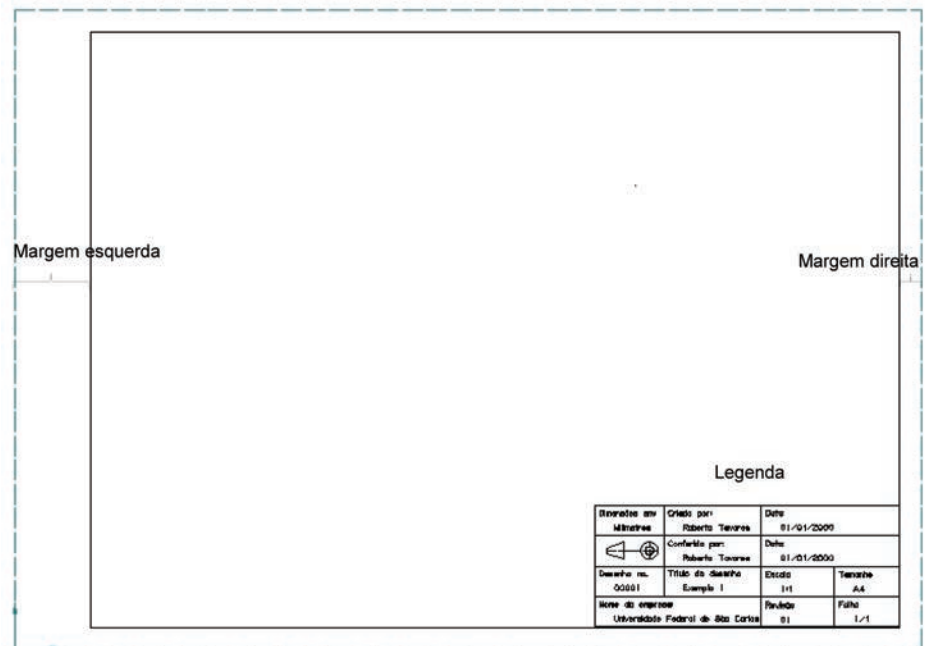 Margem esquerda
Margem direita
Legenda
Dimensões em:
Milímetros
Criado por:
Roberto Tavares
Data:
01/01/2000
Conferido por:
Roberto Tavares
Data:
01/01/2000
Desenho no.
00001
Título do desenho
Exemplo 1
Escala
1:1
Tamanho
A4
Nome da empresa
Universidade Federal de São Carlos
Revisão
01
Folha
1/1